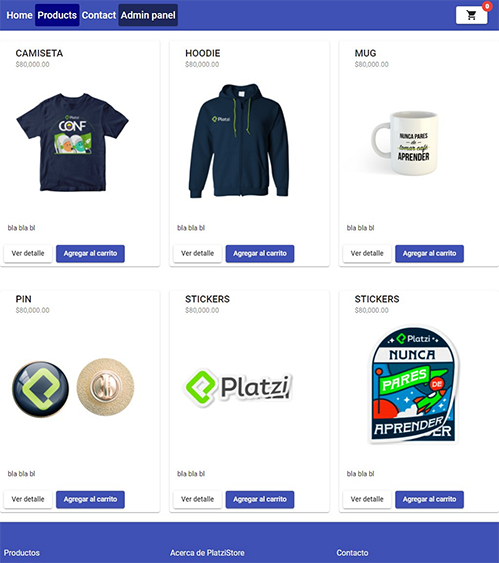 Home Products Contact Admin panel
0
CAMISETA
$80,000.00
Platzi
CONF
bla bla bl
Ver detalle
Agregar al carrito
HOODIE
$80,000.00
Platzi
bla bla bl
Ver detalle
Agregar al carrito
MUG
$80,000.00
NUNCA PARES
de
tomar café
APRENDER
bla bla bl
Ver detalle
Agregar al carrito
PIN
$80,000.00
bla bla bl
Ver detalle
Agregar al carrito
STICKERS
$80,000.00
Platzi
bla bla bl
Ver detalle
Agregar al carrito
STICKERS
$80,000.00
Platzi
NUNCA
PARES
DE
APRENDER
DER
bla bla bl
Ver detalle
Agregar al carrito
Productos
Acerca de PlatziStore
Contacto